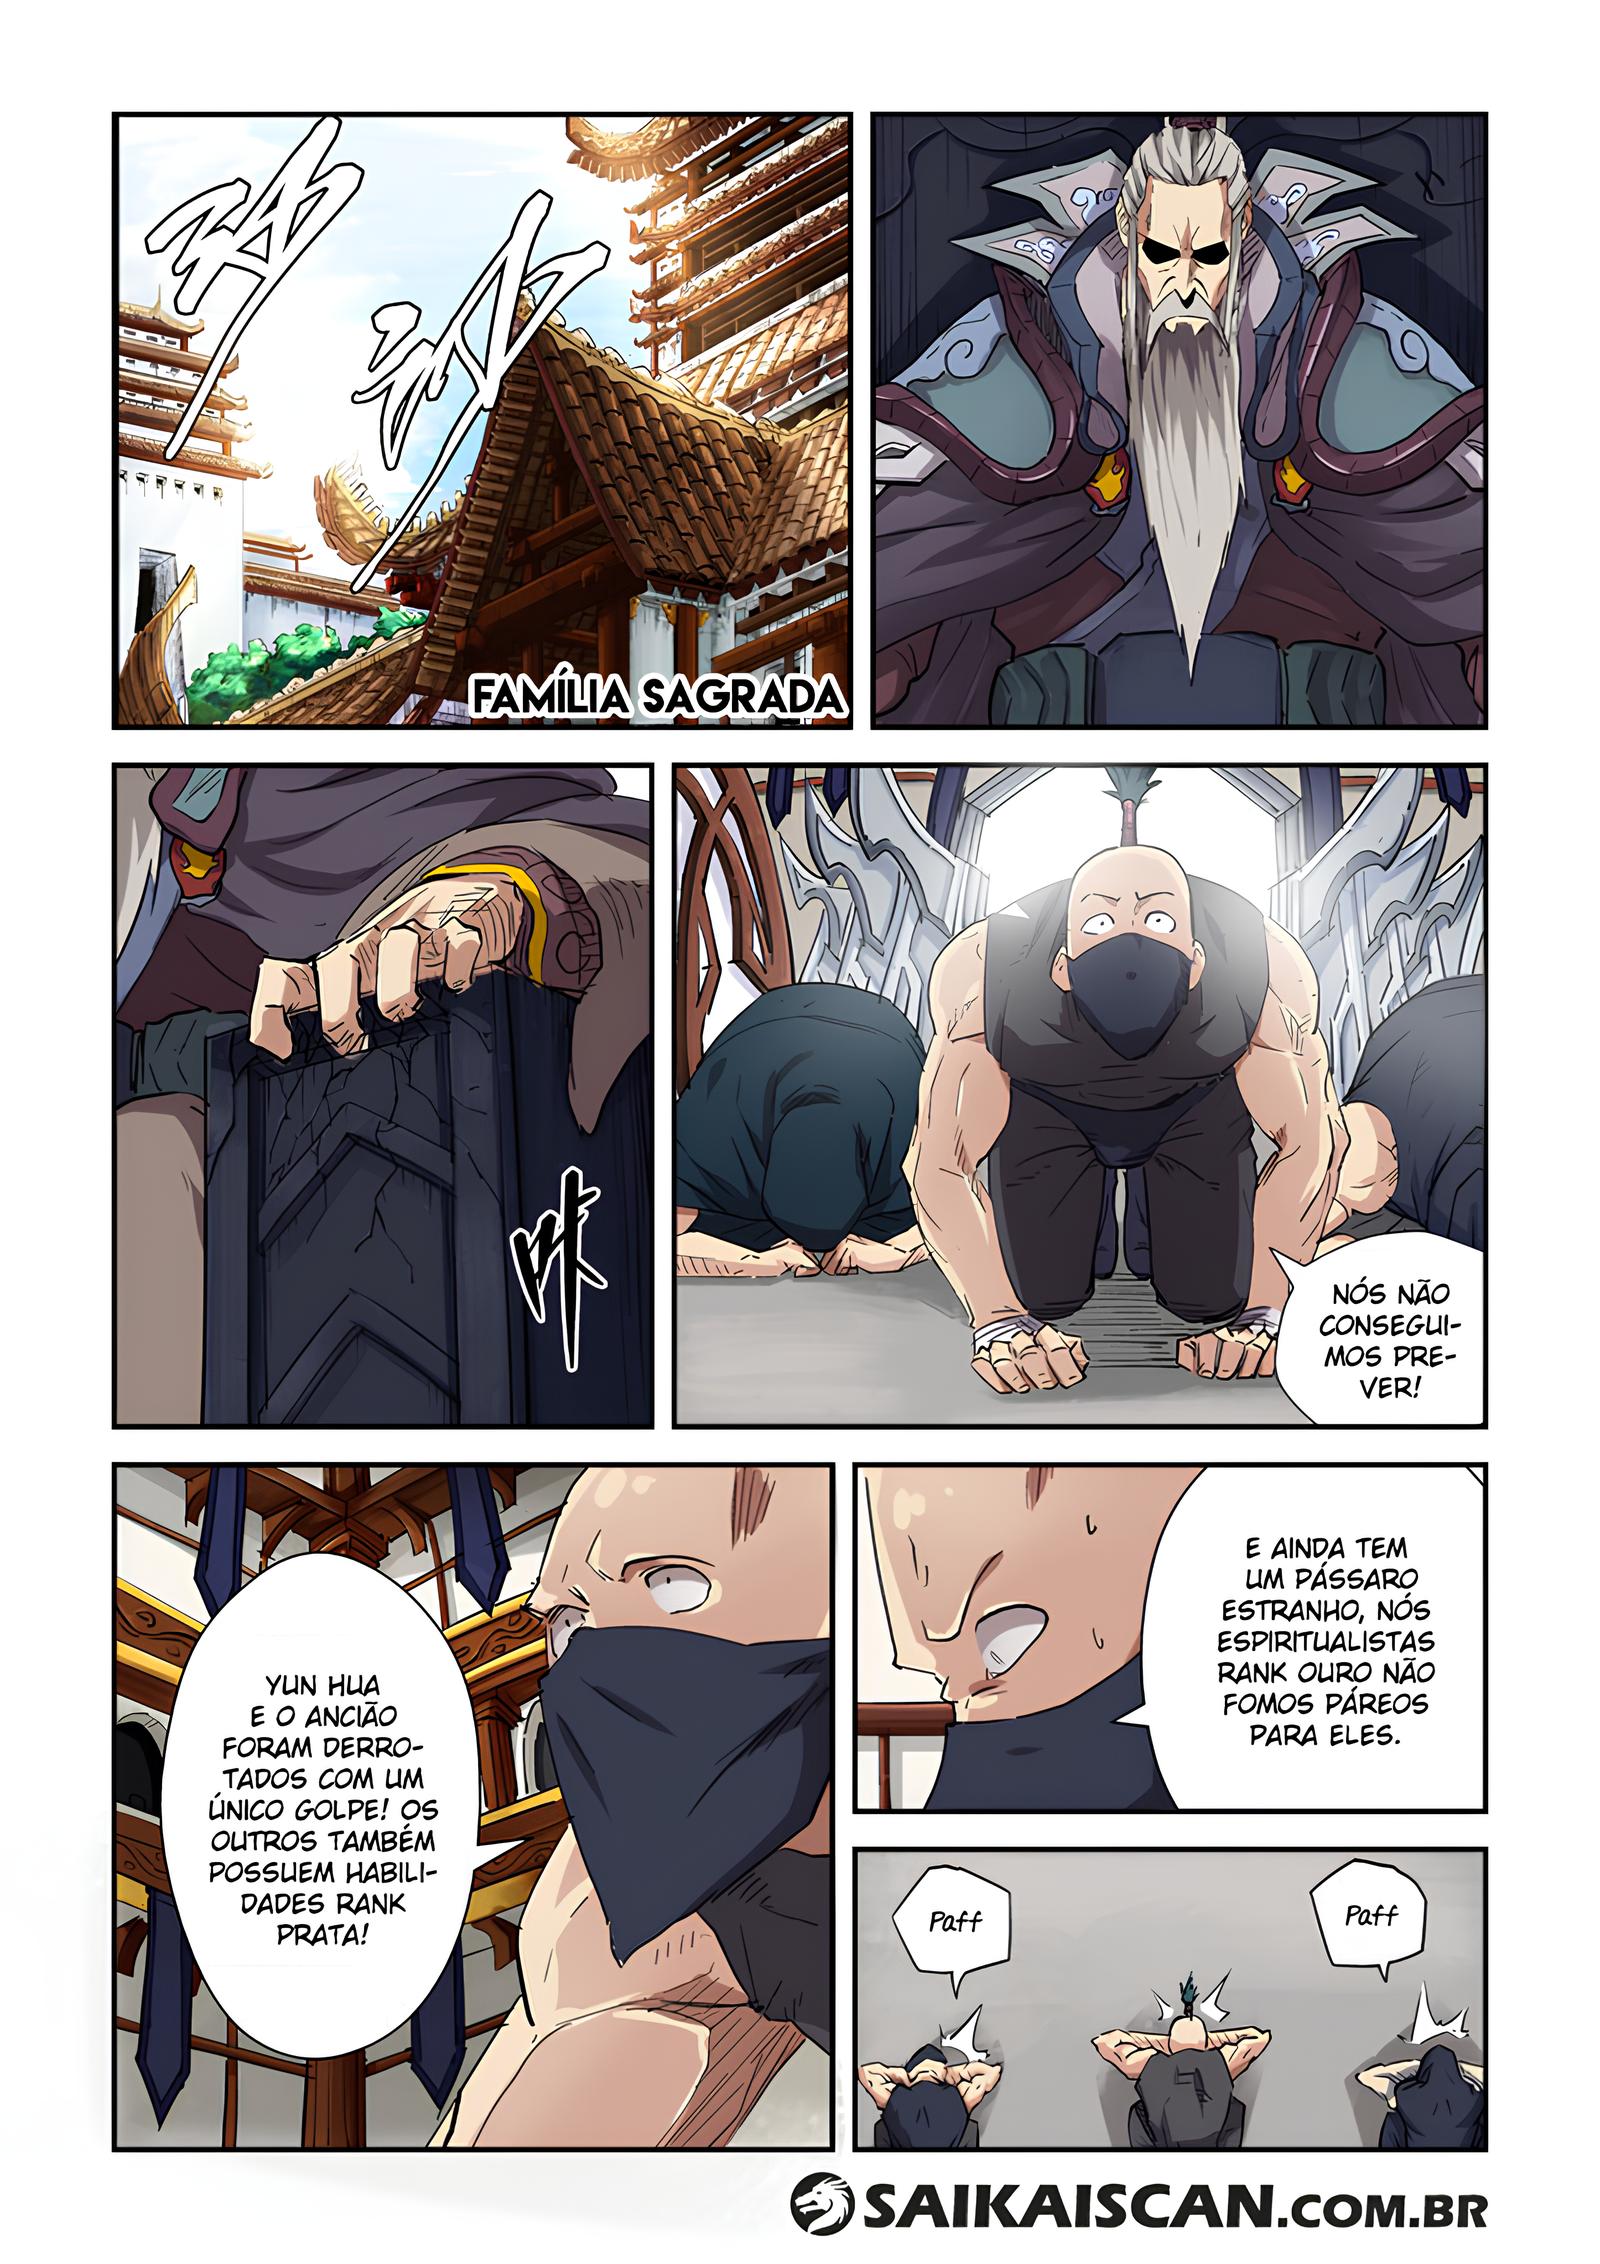 FAMÍLIA SAGRADA
NÓS NÃO
CONSEGUI-
MOS PRE-
VER!
YUN HUA
E O ANCIÃO
FORAM DERRO-
TADOS COM UM
ÚNICO GOLPE! OS
OUTROS TAMBÉM
POSSUEM HABILI-
DADES RANK
PRATA!
E AINDA TEM
UM PÁSSARO
ESTRANHO, NÓS
ESPIRITUALISTAS
RANK OURO NÃO
FOMOS PÁREOS
PARA ELES.
Paff
Paff
SAIKAISCAN.COM.BR